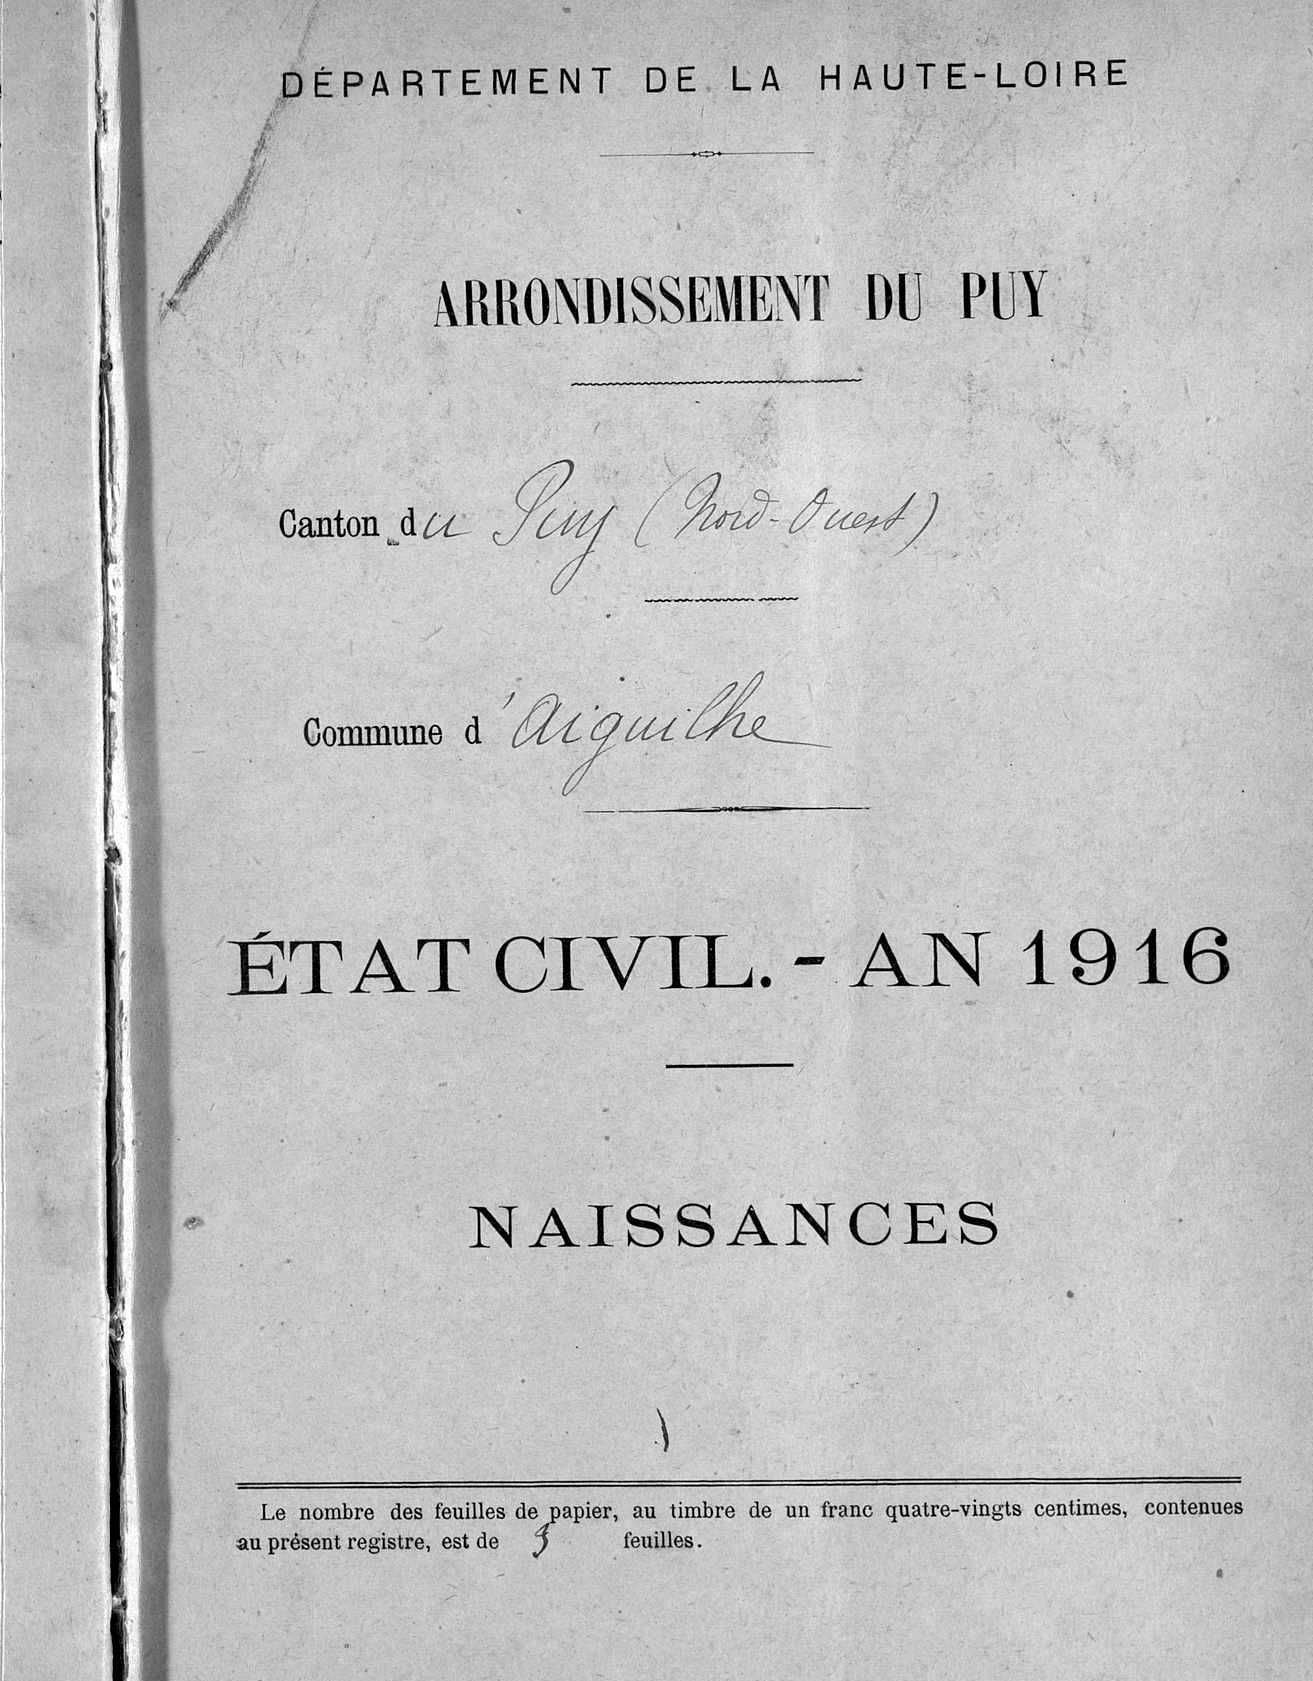 DÉPARTEMENT DE LA HAUTE-LOIRE
ARRONDISSEMENT DU PUY
Canton du Puy (Nord-Ouest)
Commune d'Aiguilhe
ÉTAT CIVIL. - AN 1916
NAISSANCES
Le nombre des feuilles de papier, au timbre de un franc quatre-vingts centimes, contenues
au présent registre, est de feuilles.